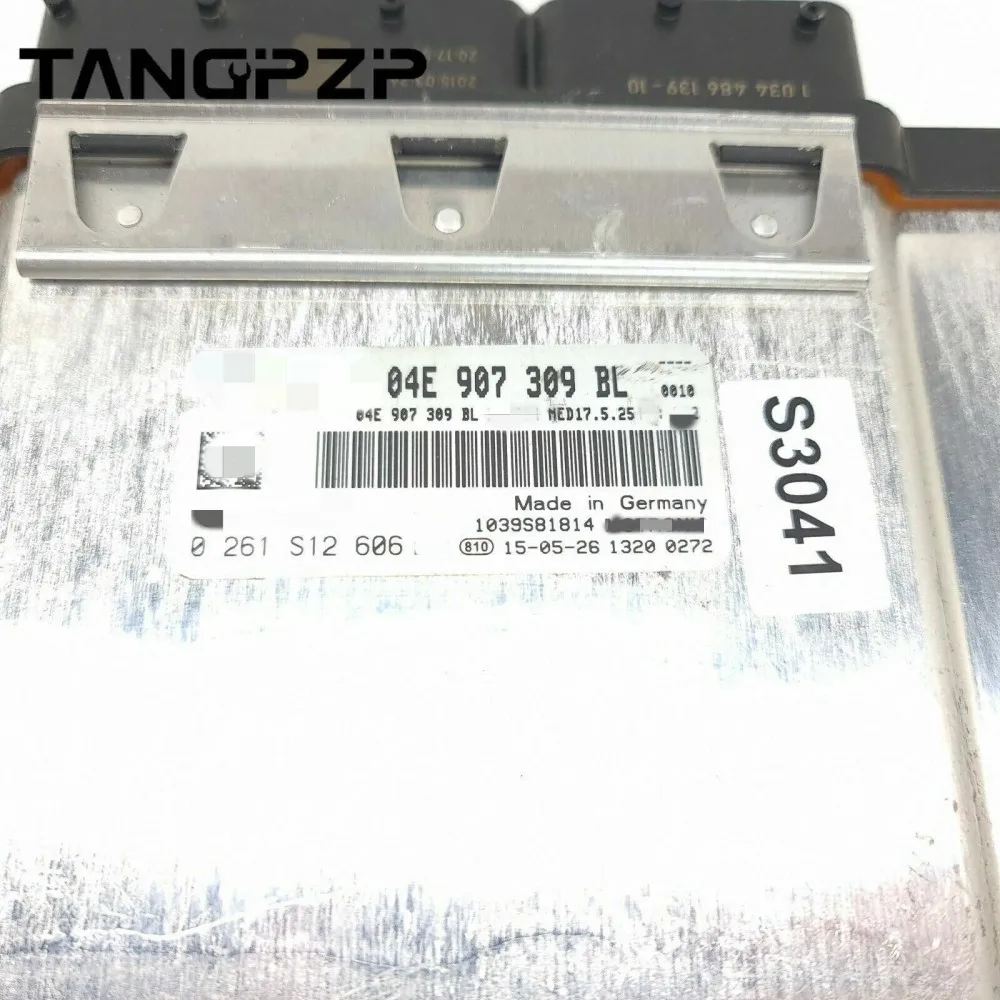 TANGPZP
1 034 486 139-10
04E 907 309 BL
0010
04E 907 309 BL MED17.5.25
Made in Germany
1039S81814
0 261 S12 606 810 15-05-26 1320 0272
S3041